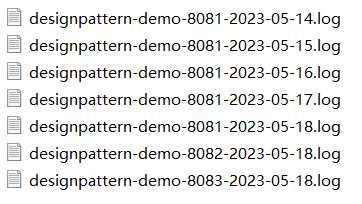 designpattern-demo-8081-2023-05-14.log
designpattern-demo-8081-2023-05-15.log
designpattern-demo-8081-2023-05-16.log
designpattern-demo-8081-2023-05-17.log
designpattern-demo-8081-2023-05-18.log
designpattern-demo-8082-2023-05-18.log
designpattern-demo-8083-2023-05-18.log